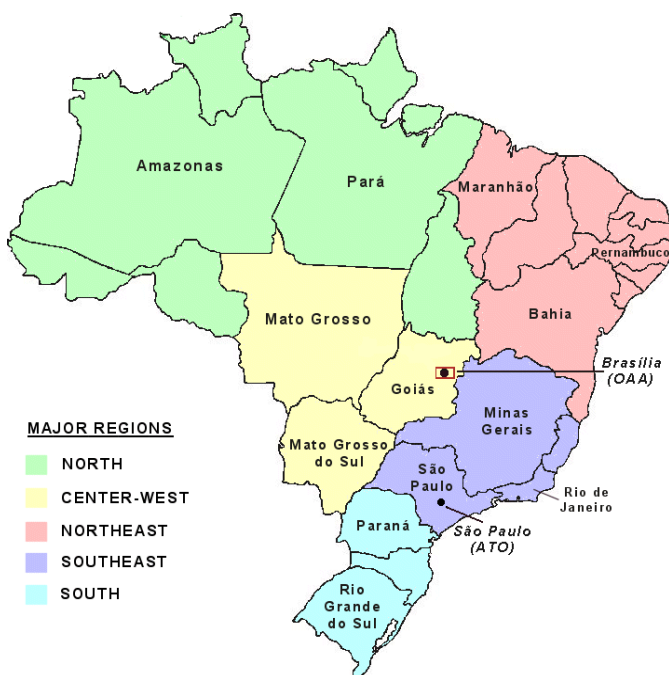 Amazonas
Pará
Maranhão
Pernambuco
Mato Grosso
Bahia
Goiás
Brasília
(OAA)
Minas
Gerais
Mato Grosso
do Sul
São
Paulo
Rio de
Janeiro
São Paulo
(ATO)
Paraná
Rio
Grande
do Sul
MAJOR REGIONS
NORTH
CENTER-WEST
NORTHEAST
SOUTHEAST
SOUTH